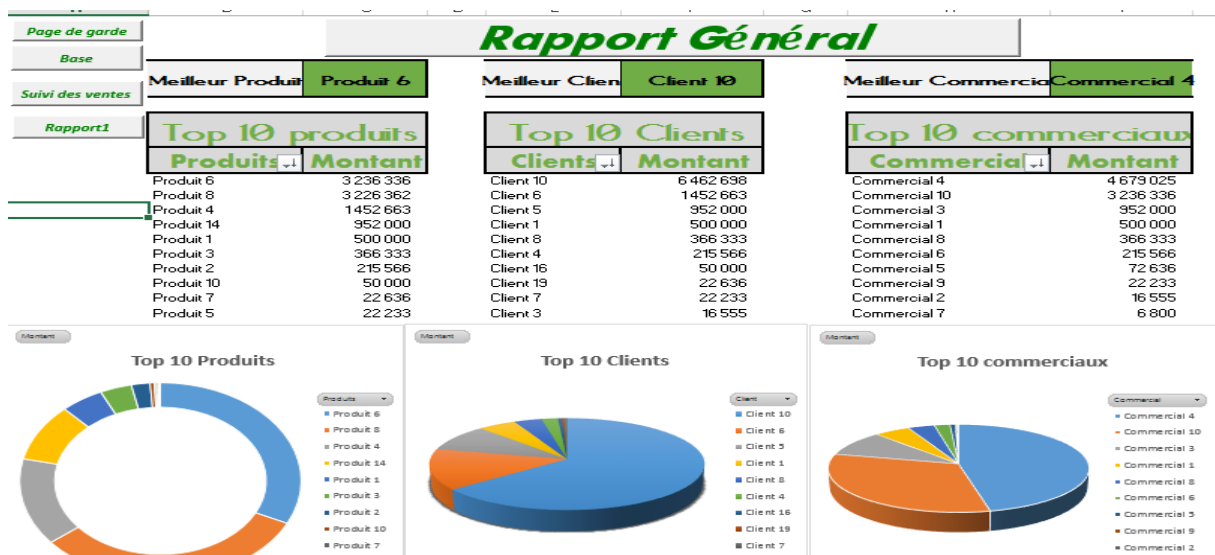 Rapport Général
Page de garde
Base
Suivi des ventes
Rapport1
Meilleur Produit Produit 6
Meilleur Clien Client 10
Meilleur Commercia Commercial 4
Top 10 produits
Produits Montant
Produit 6 3 236 336
Produit 8 3 226 362
Produit 4 1 452 663
Produit 14 952 000
Produit 1 500 000
Produit 3 366 333
Produit 2 215 566
Produit 10 50 000
Produit 7 22 636
Produit 5 22 233
Top 10 Clients
Clients Montant
Client 10 6 462 698
Client 6 1 452 663
Client 5 952 000
Client 1 500 000
Client 8 366 333
Client 4 215 566
Client 16 50 000
Client 19 22 636
Client 7 22 233
Client 3 16 555
Top 10 commerciaux
Commercial Montant
Commercial 4 4 679 025
Commercial 10 3 236 336
Commercial 3 952 000
Commercial 1 500 000
Commercial 8 366 333
Commercial 6 215 566
Commercial 5 72 636
Commercial 9 22 233
Commercial 2 16 555
Commercial 7 6 800
Montant
Top 10 Produits
Produits
Produit 6
Produit 8
Produit 4
Produit 14
Produit 1
Produit 3
Produit 2
Produit 10
Produit 7
Montant
Top 10 Clients
Client
Client 10
Client 6
Client 5
Client 1
Client 8
Client 4
Client 16
Client 19
Client 7
Montant
Top 10 commerciaux
Commercial
Commercial 4
Commercial 10
Commercial 3
Commercial 1
Commercial 8
Commercial 6
Commercial 5
Commercial 9
Commercial 2